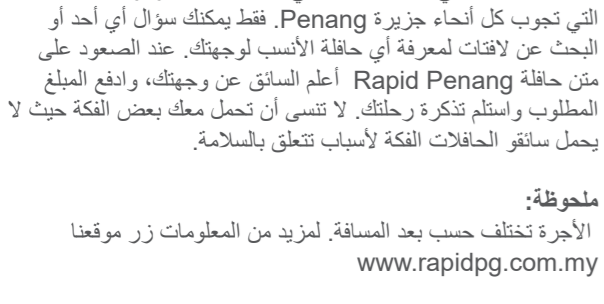 التي تجوب كل أنحاء جزيرة Penang. فقط يمكنك سؤال أي أحد أو
البحث عن لافتات لمعرفة أي حافلة الأنسب لوجهتك. عند الصعود على
متن حافلة Rapid Penang أعلم السائق عن وجهتك، وادفع المبلغ
المطلوب واستلم تذكرة رحلتك. لا تنسى أن تحمل معك بعض الفكة حيث لا
يحمل سائقو الحافلات الفكة لأسباب تتعلق بالسلامة.
ملحوظة:
الأجرة تختلف حسب بعد المسافة. لمزيد من المعلومات زر موقعنا
www.rapidpg.com.my